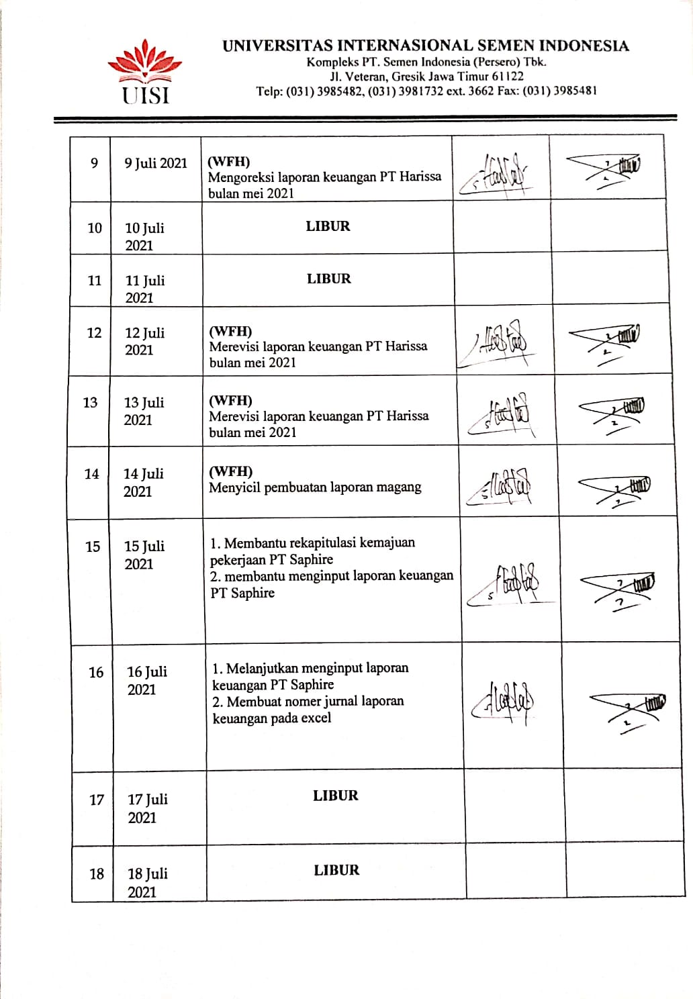 UISI
UNIVERSITAS INTERNASIONAL SEMEN INDONESIA
Kompleks PT. Semen Indonesia (Persero) Tbk.
Jl. Veteran, Gresik Jawa Timur 61122
Telp: (031) 3985482, (031) 3981732 ext. 3662 Fax: (031) 3985481
9
9 Juli 2021
(WFH)
Mengoreksi laporan keuangan PT Harissa
bulan mei 2021
10
10 Juli
2021
LIBUR
11
11 Juli
2021
LIBUR
12
12 Juli
2021
(WFH)
Merevisi laporan keuangan PT Harissa
bulan mei 2021
13
13 Juli
2021
(WFH)
Merevisi laporan keuangan PT Harissa
bulan mei 2021
14
14 Juli
2021
(WFH)
Menyicil pembuatan laporan magang
15
15 Juli
2021
1. Membantu rekapitulasi kemajuan
pekerjaan PT Saphire
2. membantu menginput laporan keuangan
PT Saphire
16
16 Juli
2021
1. Melanjutkan menginput laporan
keuangan PT Saphire
2. Membuat nomer jurnal laporan
keuangan pada excel
17
17 Juli
2021
LIBUR
18
18 Juli
2021
LIBUR